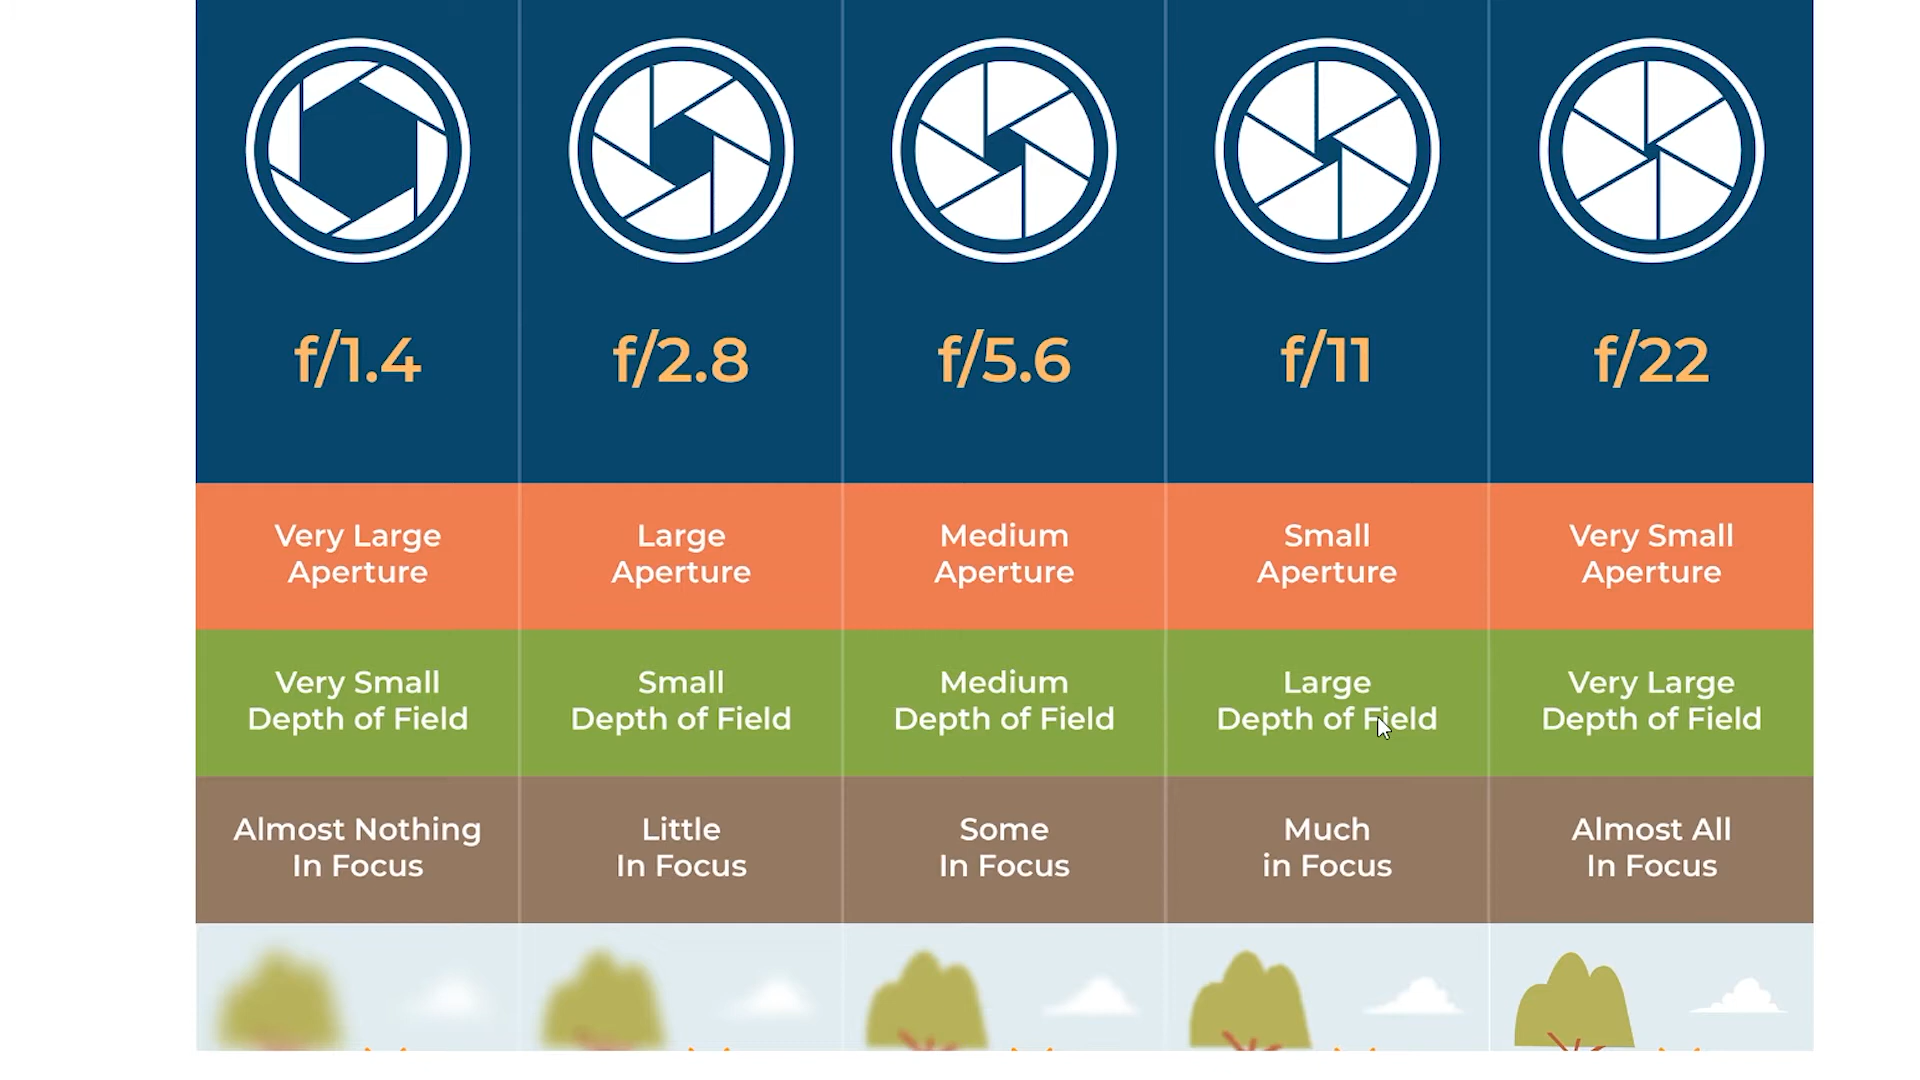 f/1.4
f/2.8
f/5.6
f/11
f/22
Very Large
Aperture
Large
Aperture
Medium
Aperture
Small
Aperture
Very Small
Aperture
Very Small
Depth of Field
Small
Depth of Field
Medium
Depth of Field
Large
Depth of Field
Very Large
Depth of Field
Almost Nothing
In Focus
Little
In Focus
Some
In Focus
Much
in Focus
Almost All
In Focus